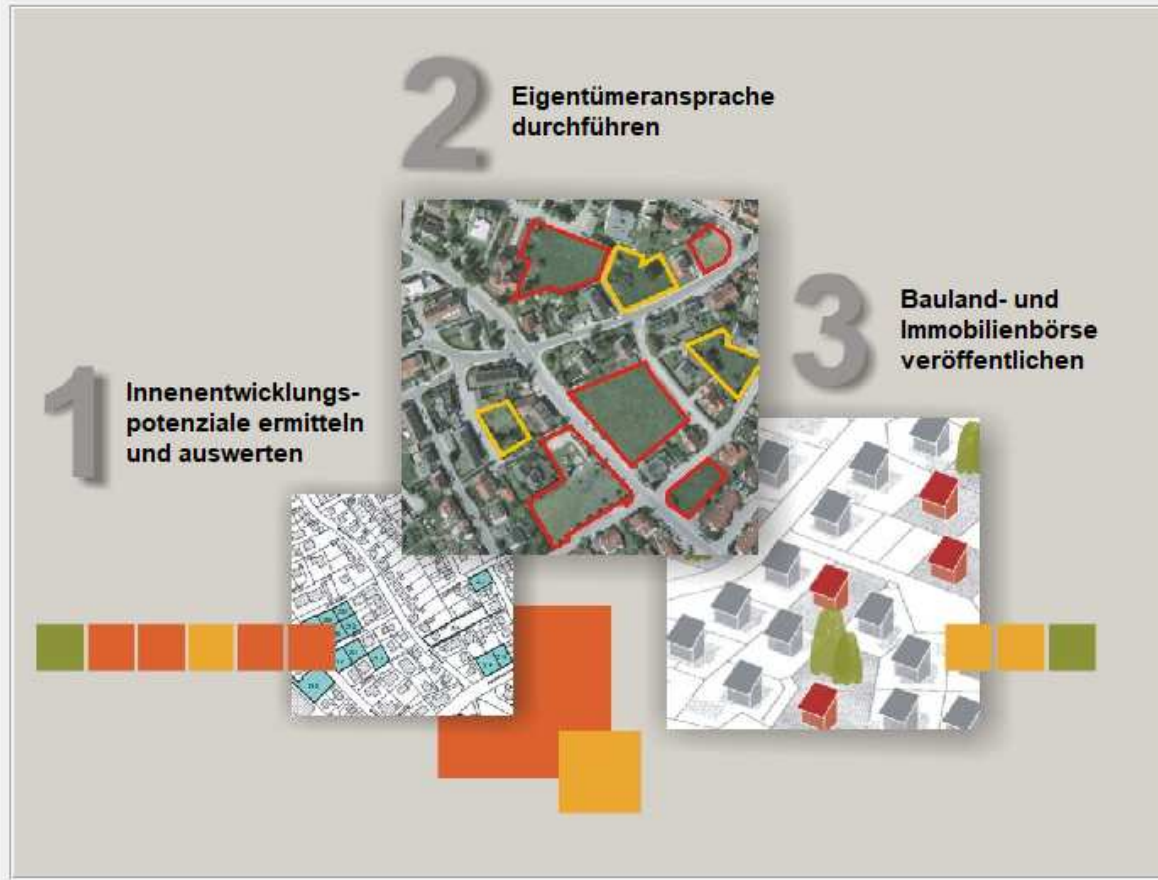 1
Innenentwicklungs-
potenziale ermitteln
und auswerten
2
Eigentümeransprache
durchführen
3
Bauland- und
Immobilienbörse
veröffentlichen